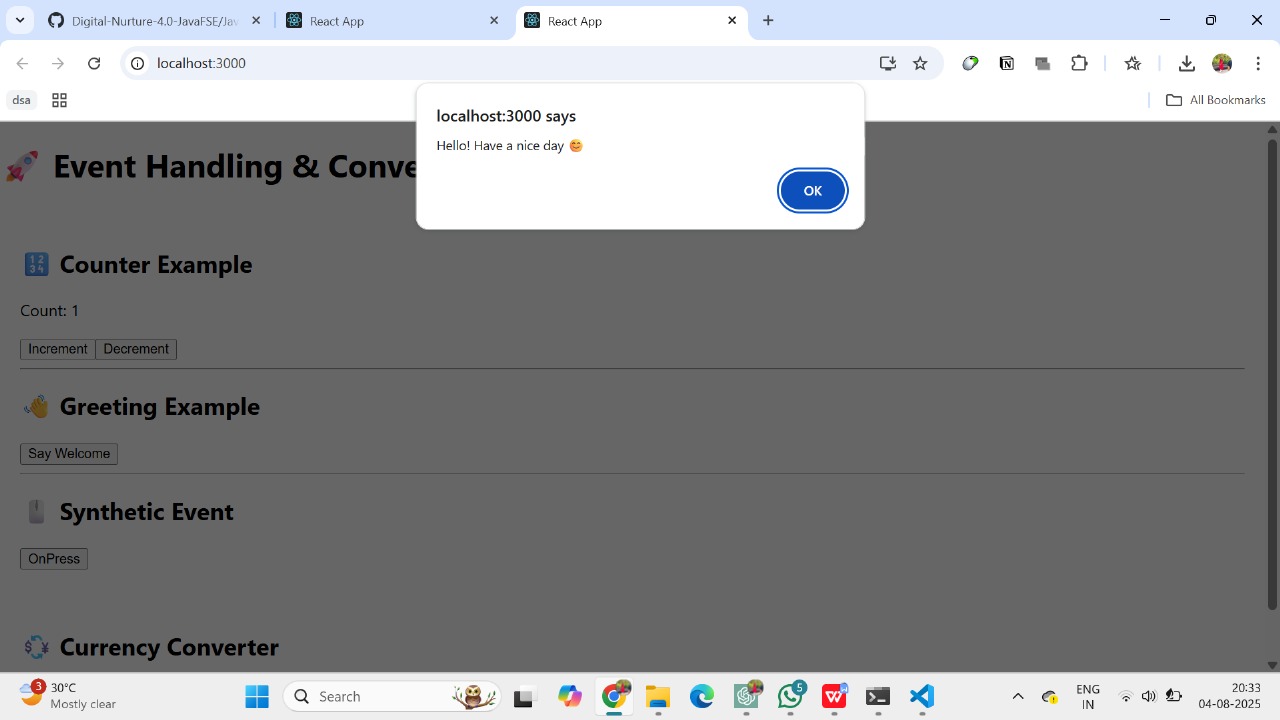 Digital-Nurture-4.0-JavaFSE/Jav
React App
React App
localhost:3000
dsa
All Bookmarks
localhost:3000 says
Hello! Have a nice day 😊
OK
🚀 Event Handling & Conve
🔢 Counter Example
Count: 1
Increment Decrement
👋 Greeting Example
Say Welcome
🖱️ Synthetic Event
OnPress
💱 Currency Converter
3
30°C
Mostly clear
Search
5
ENG
IN
20:33
04-08-2025